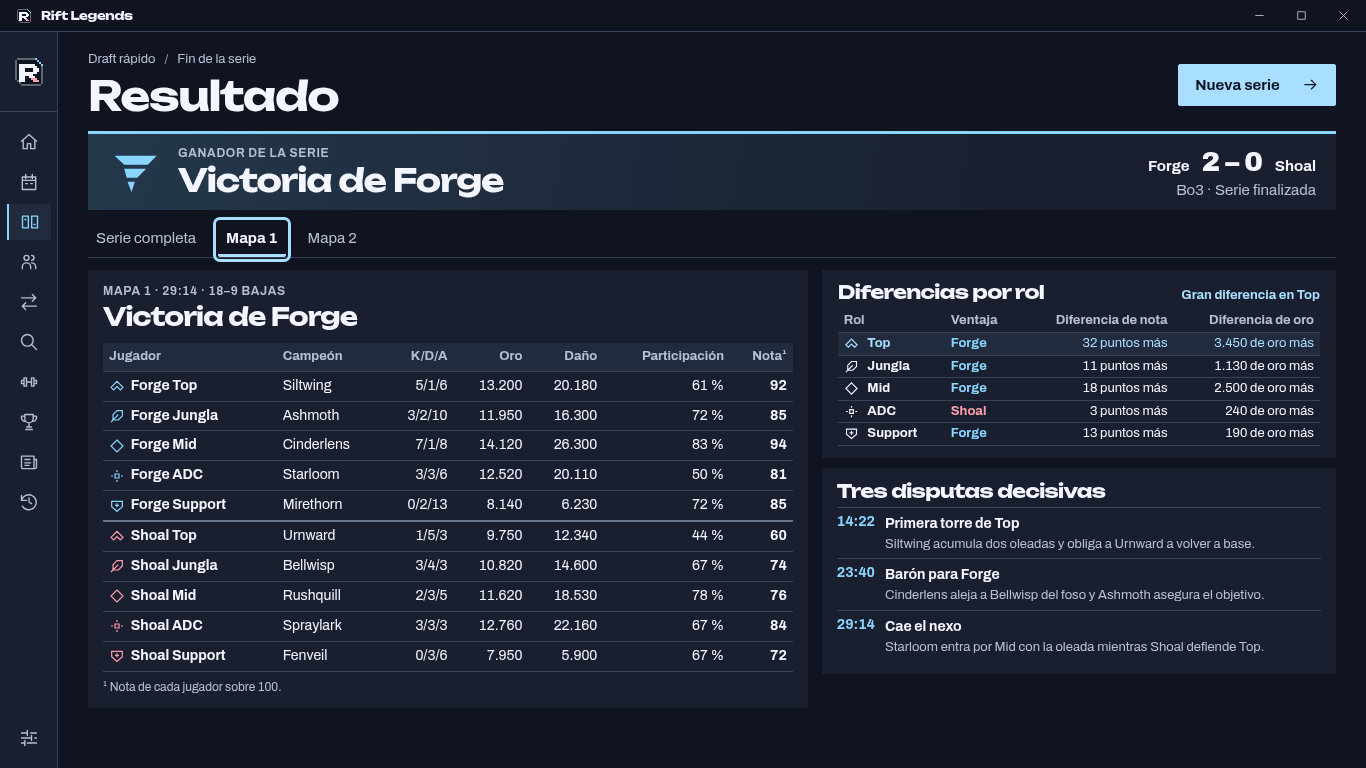 Rift Legends
Draft rápido / Fin de la serie
Resultado
Nueva serie
GANADOR DE LA SERIE
Victoria de Forge
Forge 2–0 Shoal
Bo3 · Serie finalizada
Serie completa Mapa 1 Mapa 2
MAPA 1 · 29:14 · 18–9 BAJAS
Victoria de Forge
Jugador Campeón K/D/A Oro Daño Participación Nota¹
Forge Top Siltwing 5/1/6 13.200 20.180 61 % 92
Forge Jungla Ashmoth 3/2/10 11.950 16.300 72 % 85
Forge Mid Cinderlens 7/1/8 14.120 26.300 83 % 94
Forge ADC Starloom 3/3/6 12.520 20.110 50 % 81
Forge Support Mirethorn 0/2/13 8.140 6.230 72 % 85
Shoal Top Urnward 1/5/3 9.750 12.340 44 % 60
Shoal Jungla Bellwisp 3/4/3 10.820 14.600 67 % 74
Shoal Mid Rushquill 2/3/5 11.620 18.530 78 % 76
Shoal ADC Spraylark 3/3/3 12.760 22.160 67 % 84
Shoal Support Fenveil 0/3/6 7.950 5.900 67 % 72
¹ Nota de cada jugador sobre 100.
Diferencias por rol
Gran diferencia en Top
Rol Ventaja Diferencia de nota Diferencia de oro
Top Forge 32 puntos más 3.450 de oro más
Jungla Forge 11 puntos más 1.130 de oro más
Mid Forge 18 puntos más 2.500 de oro más
ADC Shoal 3 puntos más 240 de oro más
Support Forge 13 puntos más 190 de oro más
Tres disputas decisivas
14:22 Primera torre de Top
Siltwing acumula dos oleadas y obliga a Urnward a volver a base.
23:40 Barón para Forge
Cinderlens aleja a Bellwisp del foso y Ashmoth asegura el objetivo.
29:14 Cae el nexo
Starloom entra por Mid con la oleada mientras Shoal defiende Top.